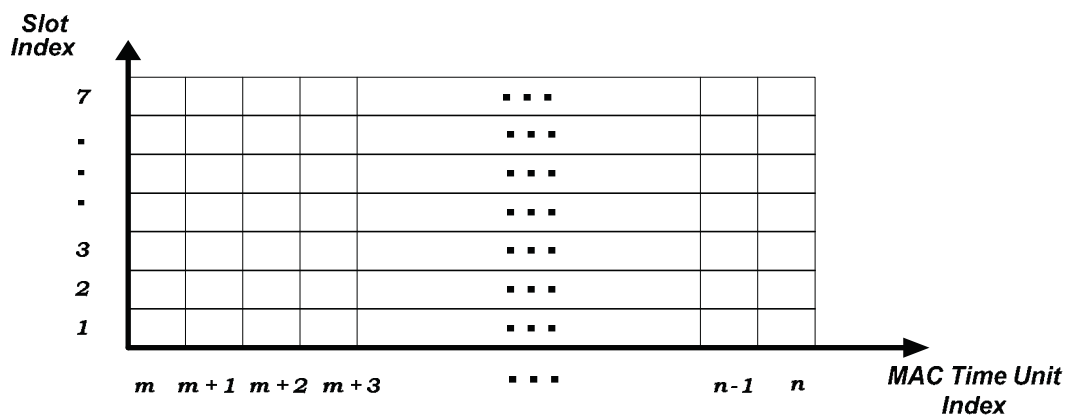 Slot
Index
7
3
2
1
m m + 1 m + 2 m + 3 ... n-1 n
MAC Time Unit
Index